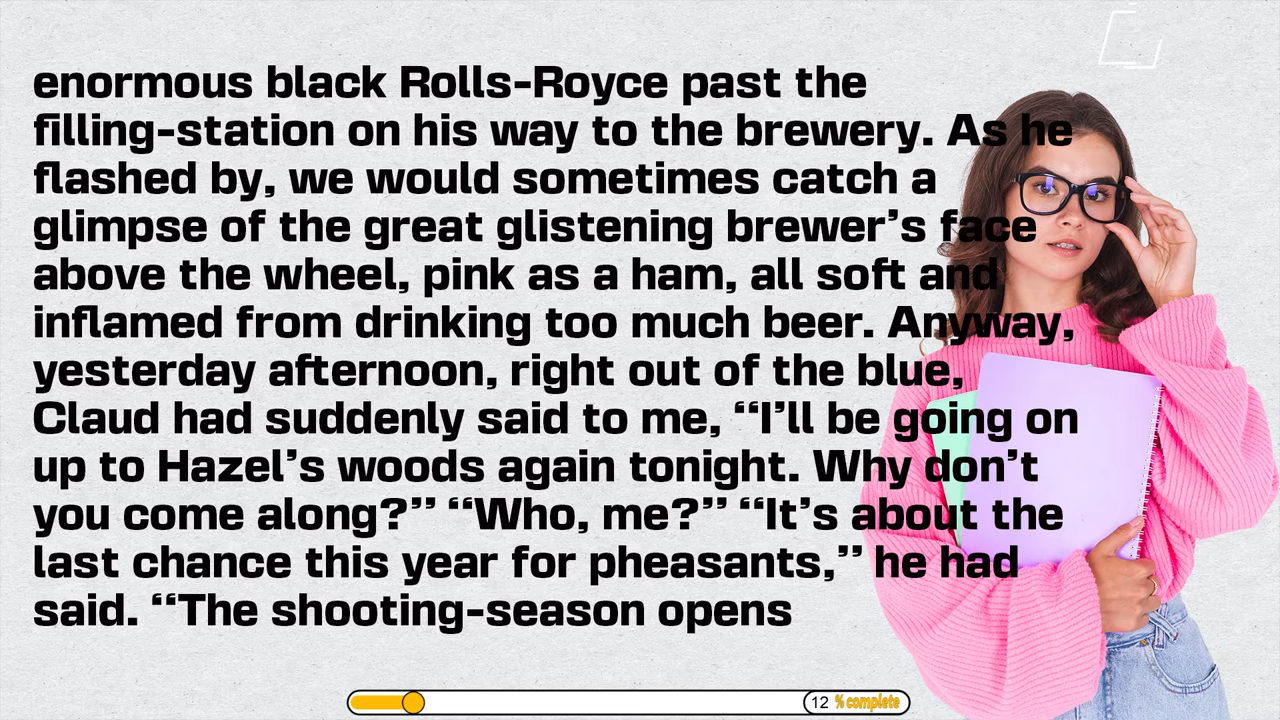 enormous black Rolls-Royce past the
filling-station on his way to the brewery. As he
flashed by, we would sometimes catch a
glimpse of the great glistening brewer’s face
above the wheel, pink as a ham, all soft and
inflamed from drinking too much beer. Anyway,
yesterday afternoon, right out of the blue,
Claud had suddenly said to me, “I’ll be going on
up to Hazel’s woods again tonight. Why don’t
you come along?” “Who, me?” “It’s about the
last chance this year for pheasants,” he had
said. “The shooting-season opens
12 % complete